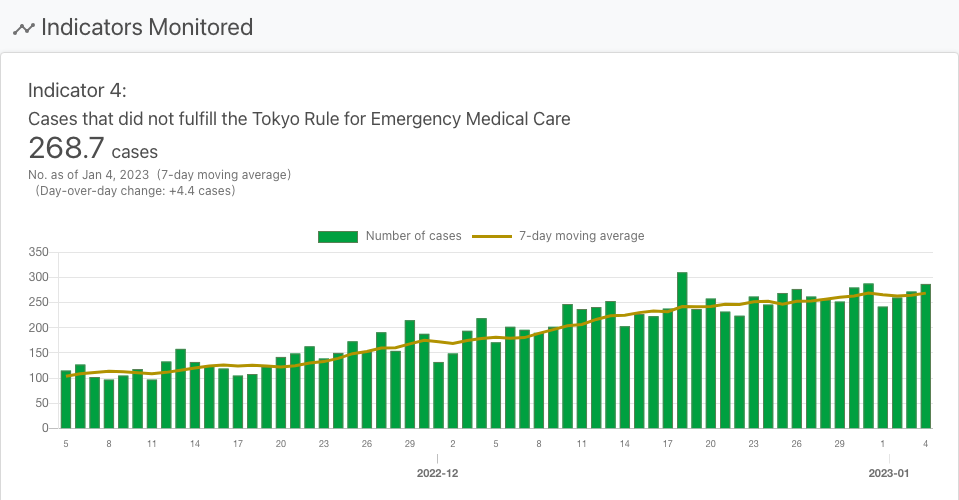 Indicators Monitored
Indicator 4:
Cases that did not fulfill the Tokyo Rule for Emergency Medical Care
268.7 cases
No. as of Jan 4, 2023 (7-day moving average)
(Day-over-day change: +4.4 cases)
Number of cases 7-day moving average
350
300
250
200
150
100
50
0
5 8 11 14 17 20 23 26 29 2 5 8 11 14 17 20 23 26 29 1 4
2022-12 2023-01